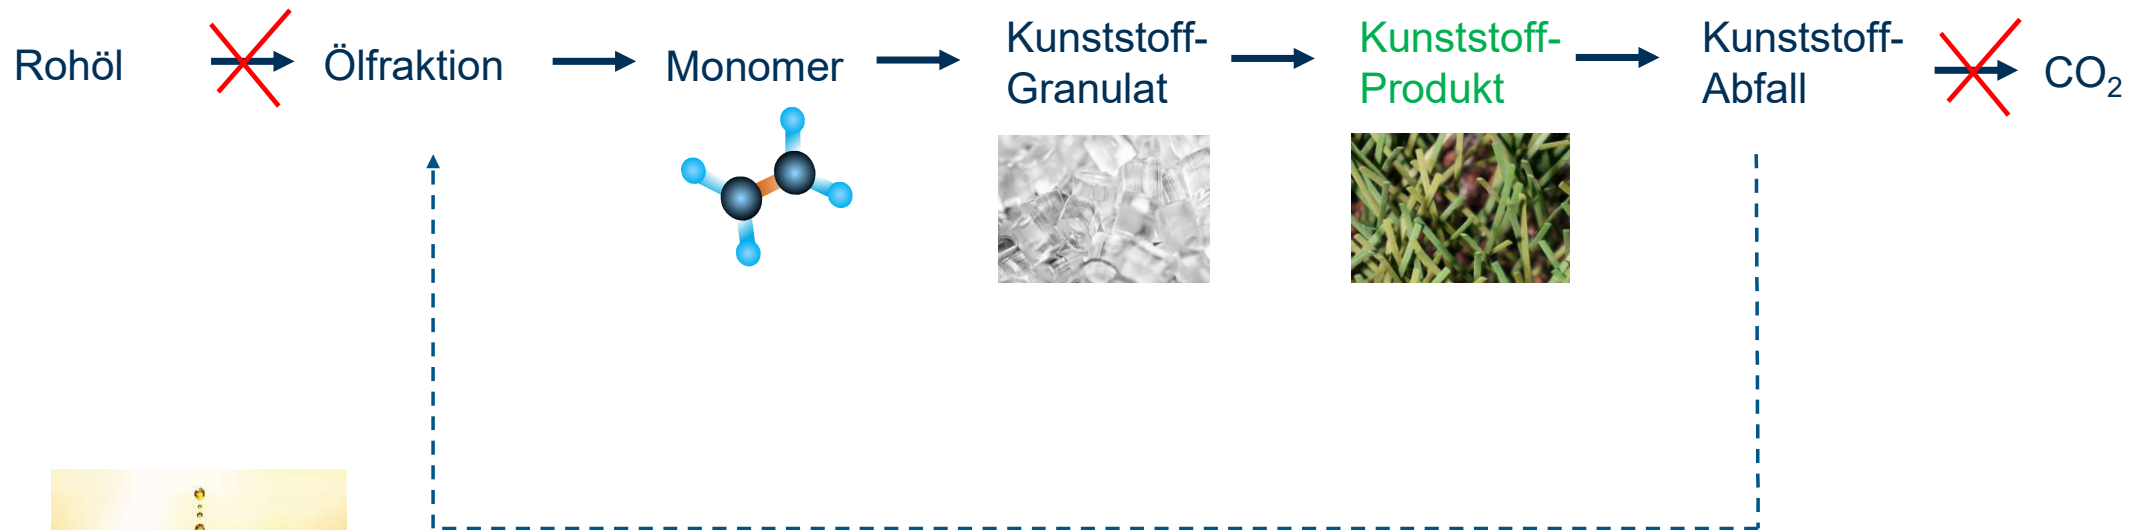 Rohöl
Ölfraktion
Monomer
Kunststoff-
Granulat
Kunststoff-
Produkt
Kunststoff-
Abfall
CO₂